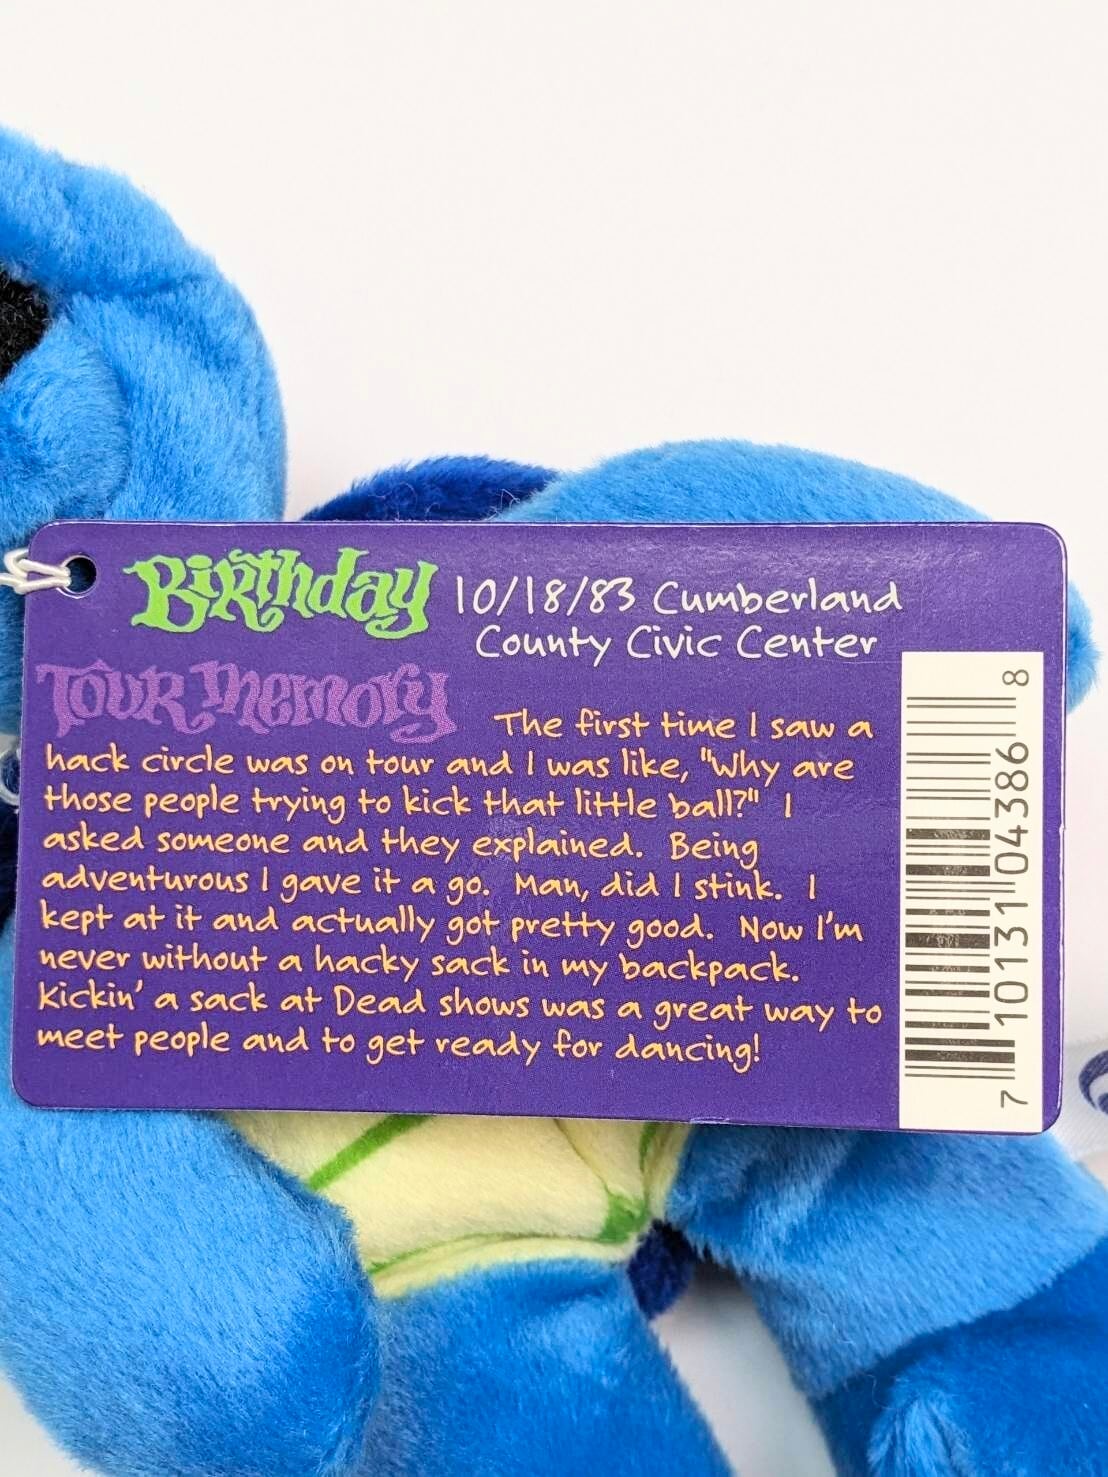 Birthday 10/18/83 Cumberland
County Civic Center
Tour Memory The first time I saw a
hack circle was on tour and I was like, "Why are
those people trying to kick that little ball?" I
asked someone and they explained. Being
adventurous I gave it a go. Man, did I stink. I
kept at it and actually got pretty good. Now I'm
never without a hacky sack in my backpack.
Kickin' a sack at Dead shows was a great way to
meet people and to get ready for dancing!
7 10131 04386 8